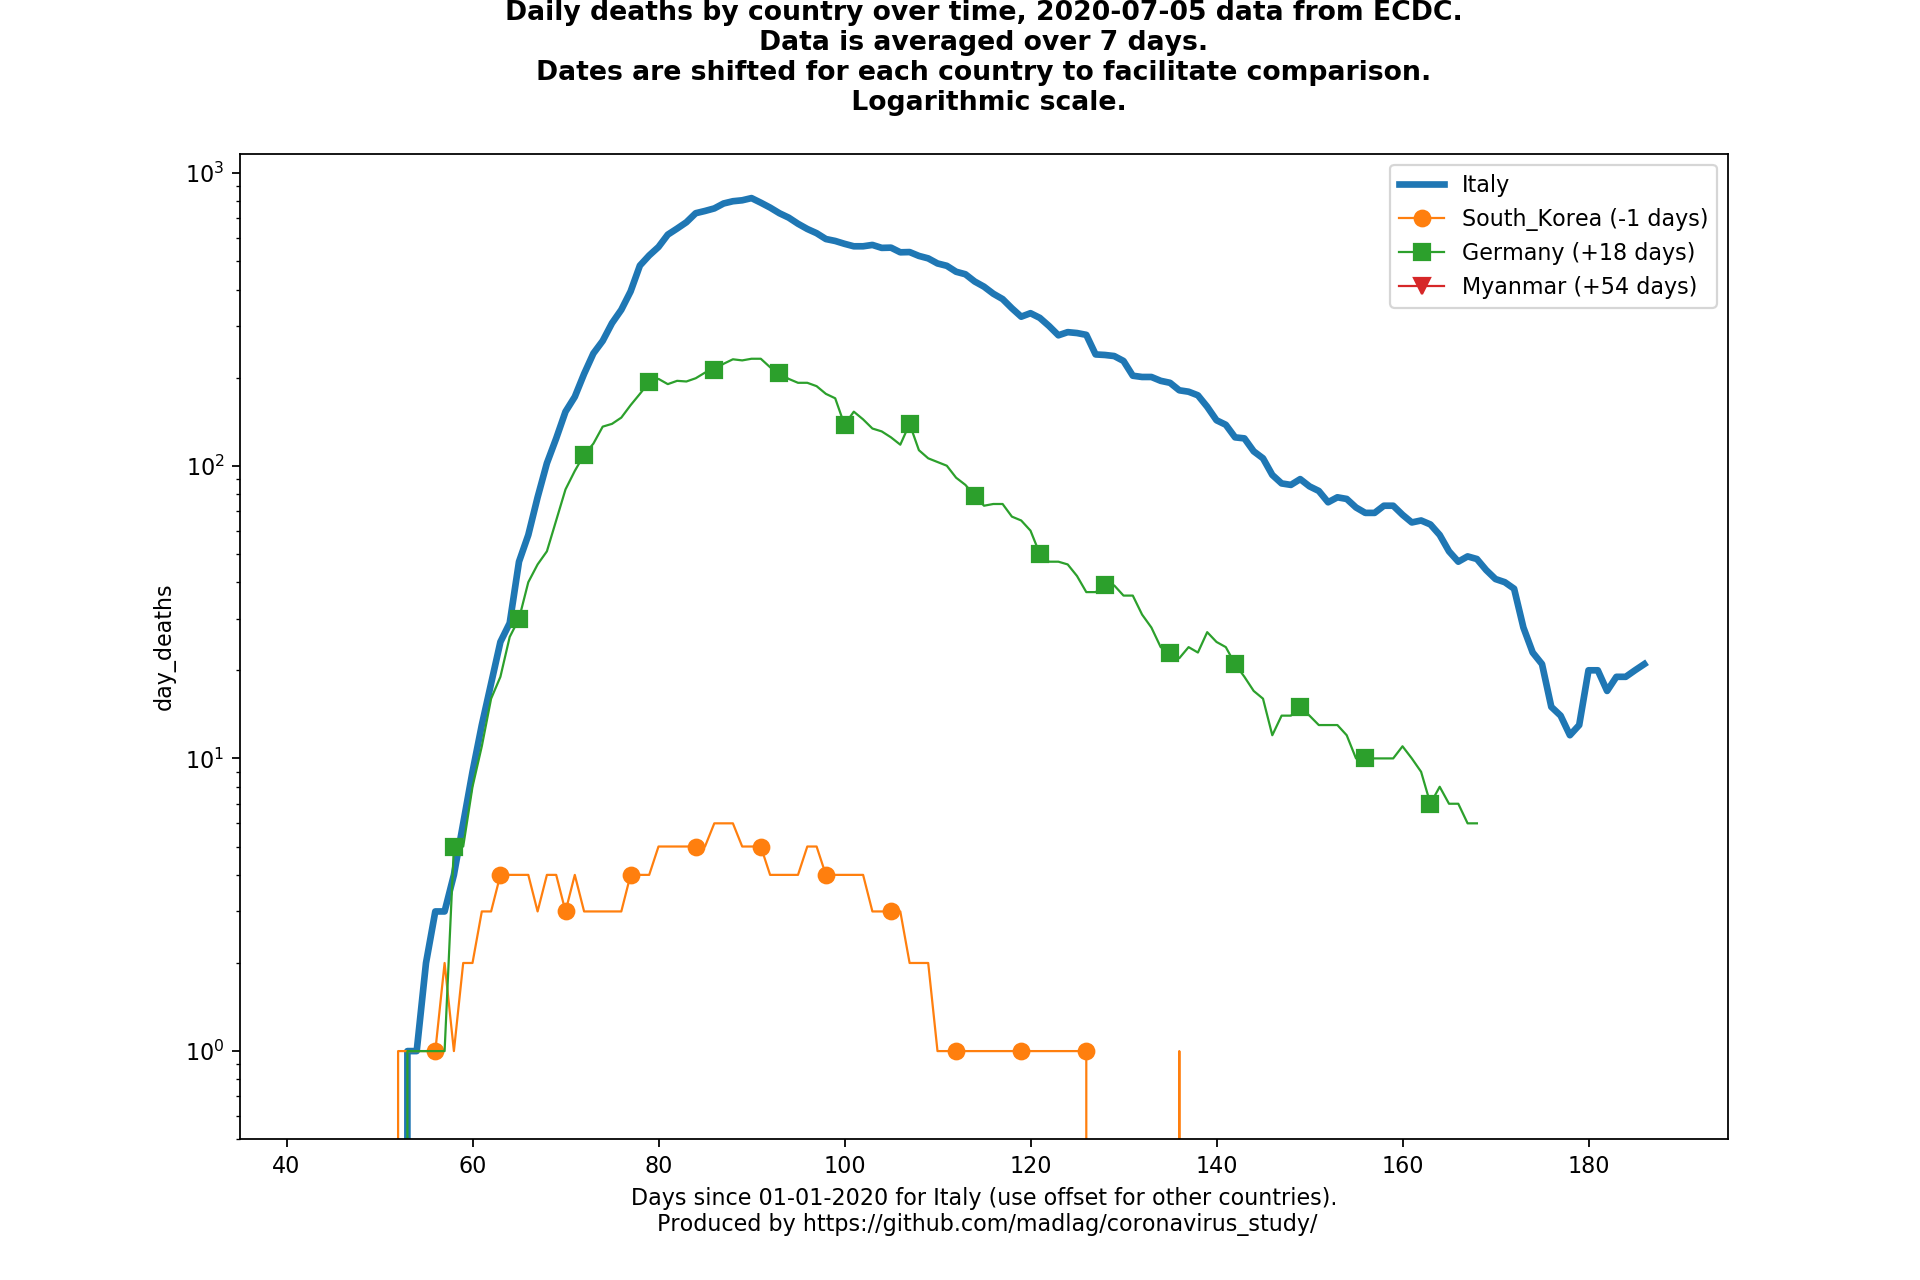 Daily deaths by country over time, 2020-07-05 data from ECDC.
Data is averaged over 7 days.
Dates are shifted for each country to facilitate comparison.
Logarithmic scale.
10³
10²
10¹
10⁰
day_deaths
Italy
South_Korea (-1 days)
Germany (+18 days)
Myanmar (+54 days)
40 60 80 100 120 140 160 180
Days since 01-01-2020 for Italy (use offset for other countries).
Produced by https://github.com/madlag/coronavirus_study/